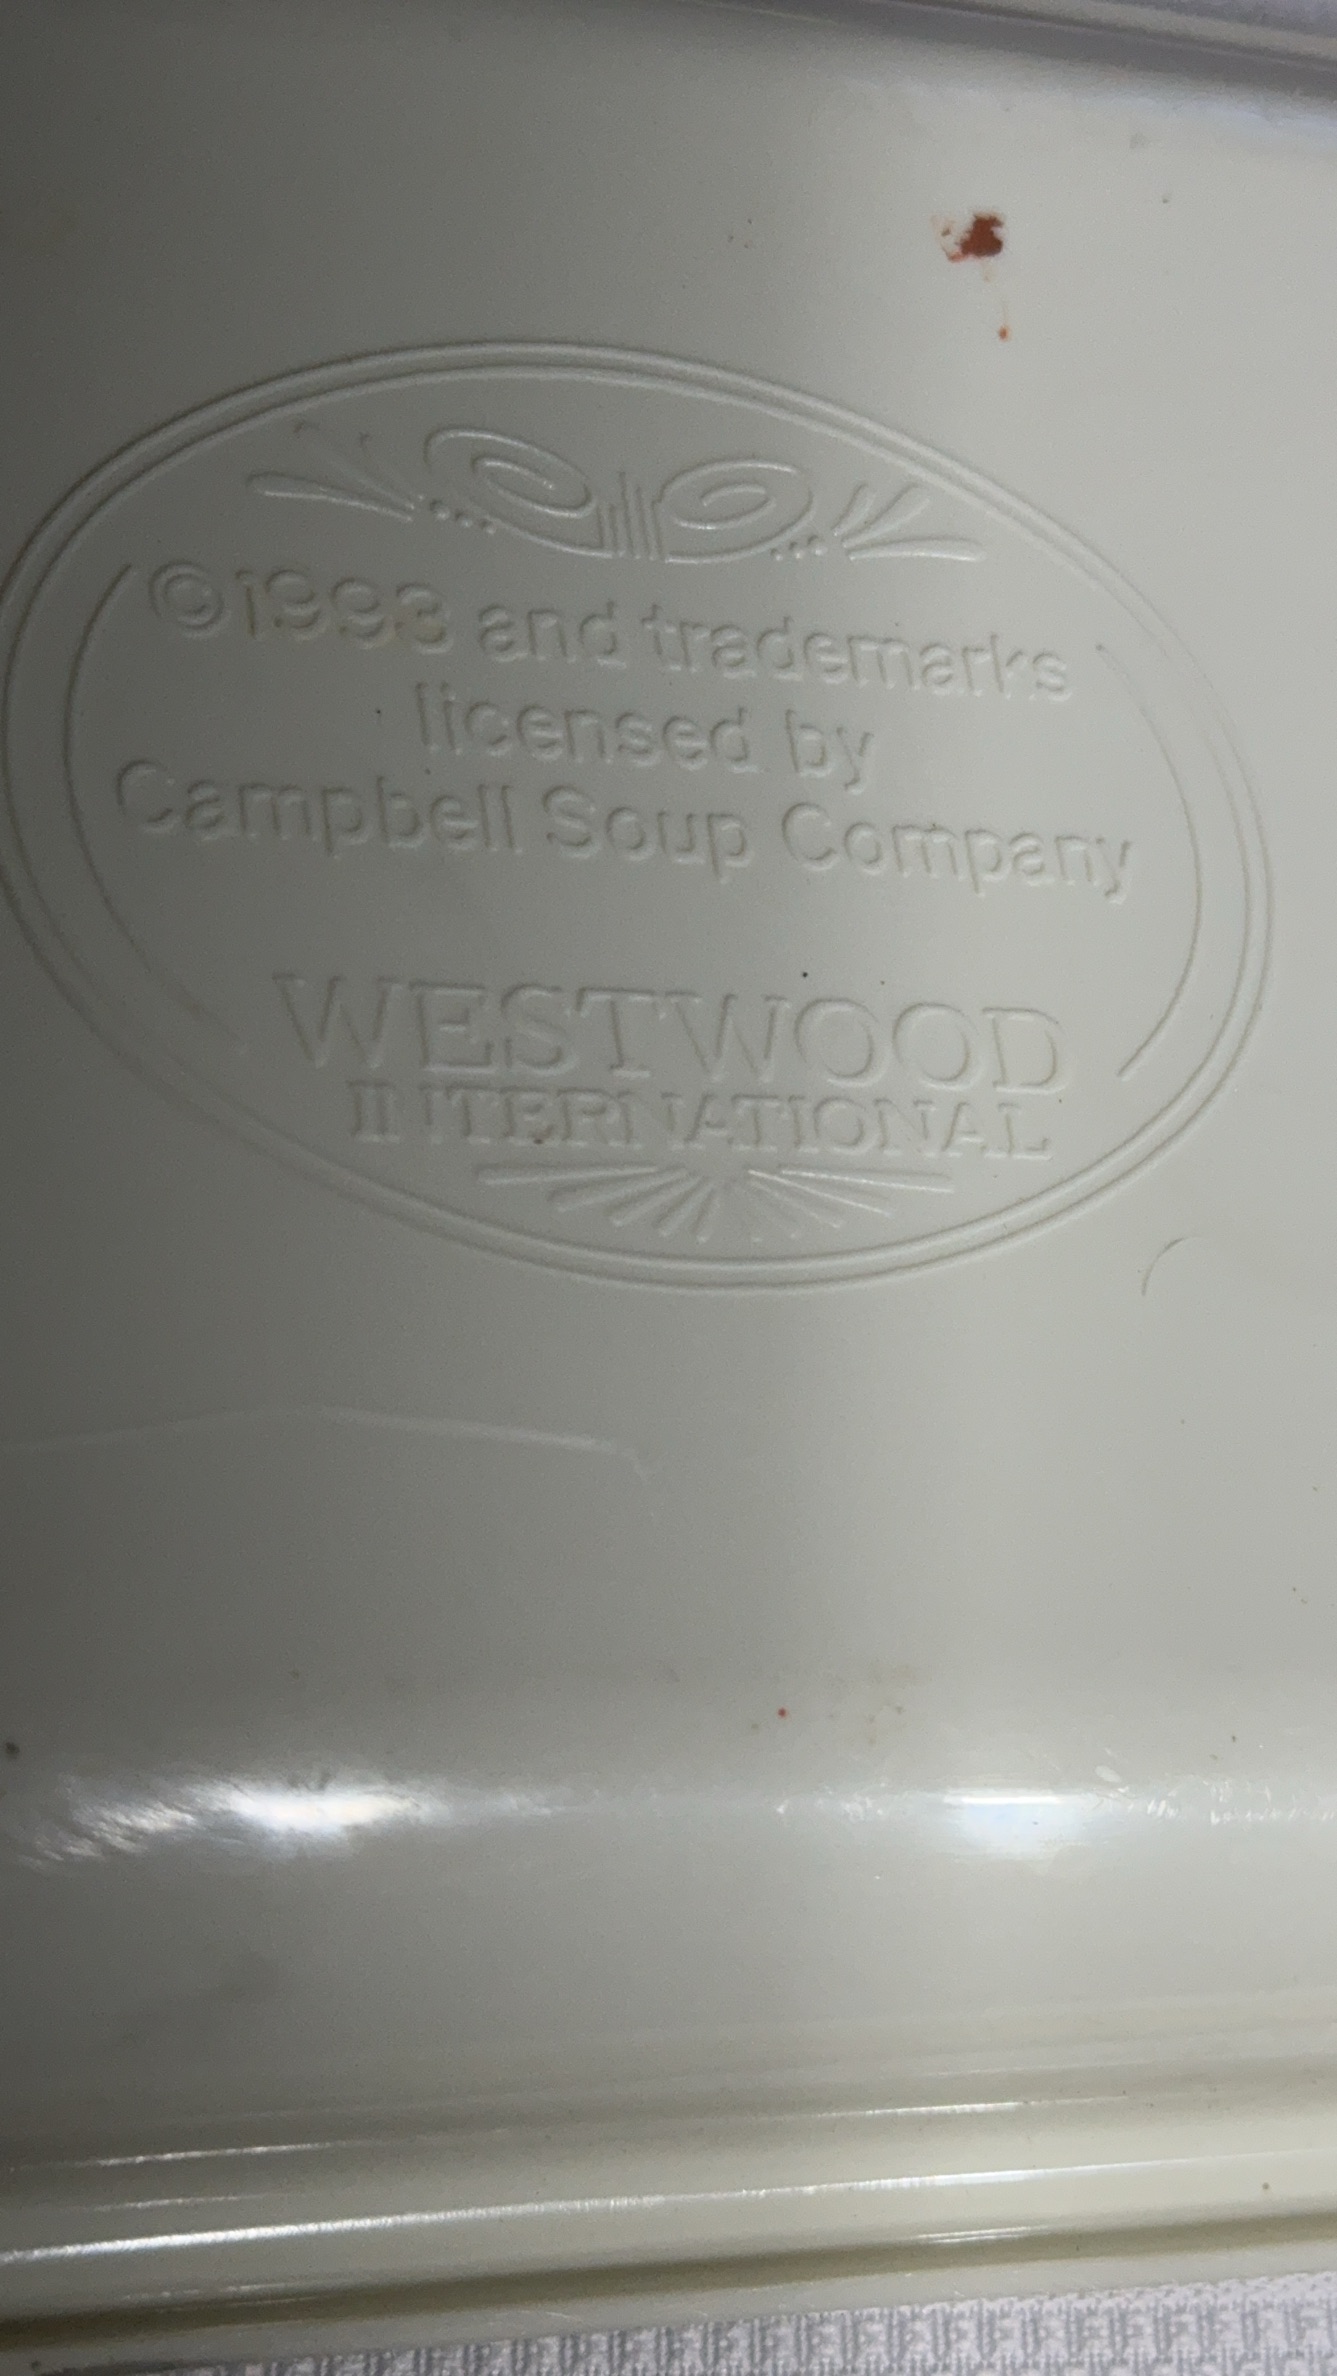 ©1993 and trademarks
licensed by
Campbell Soup Company
WESTWOOD
INTERNATIONAL